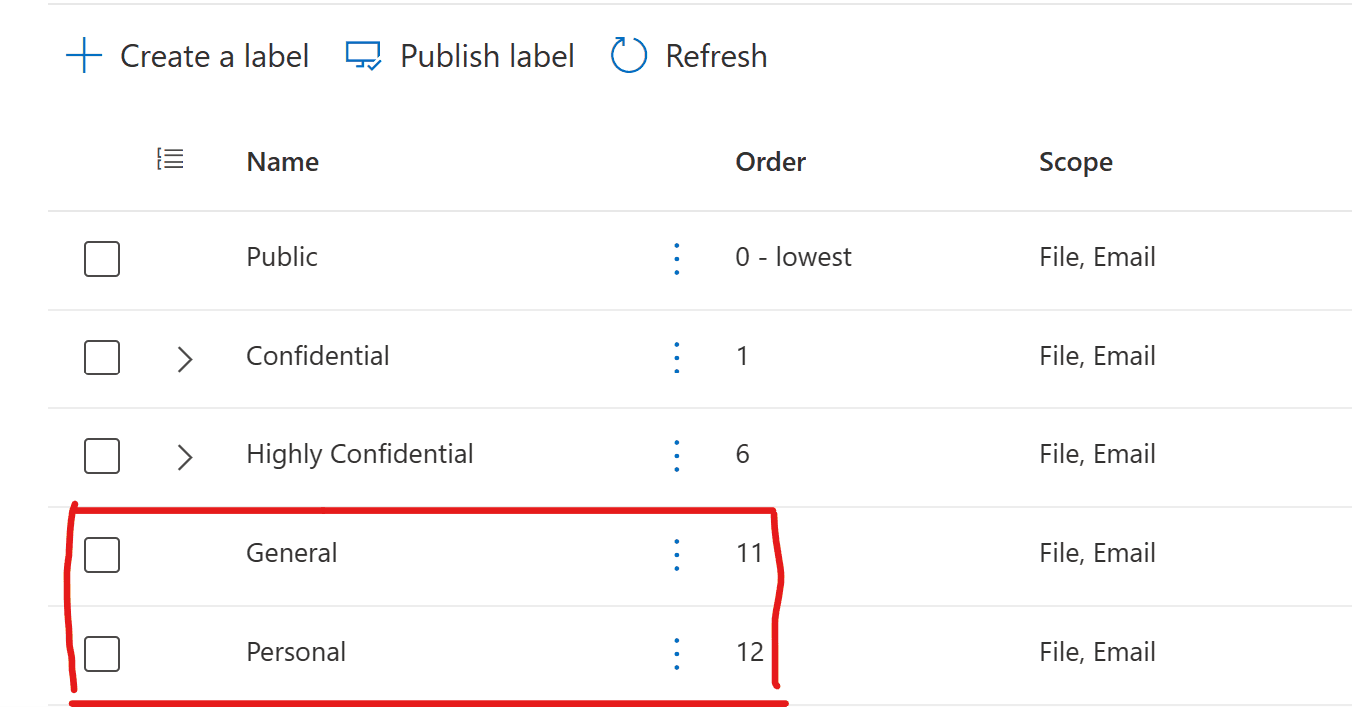 Create a label Publish label Refresh
Name Order Scope
Public 0 - lowest File, Email
Confidential 1 File, Email
Highly Confidential 6 File, Email
General 11 File, Email
Personal 12 File, Email